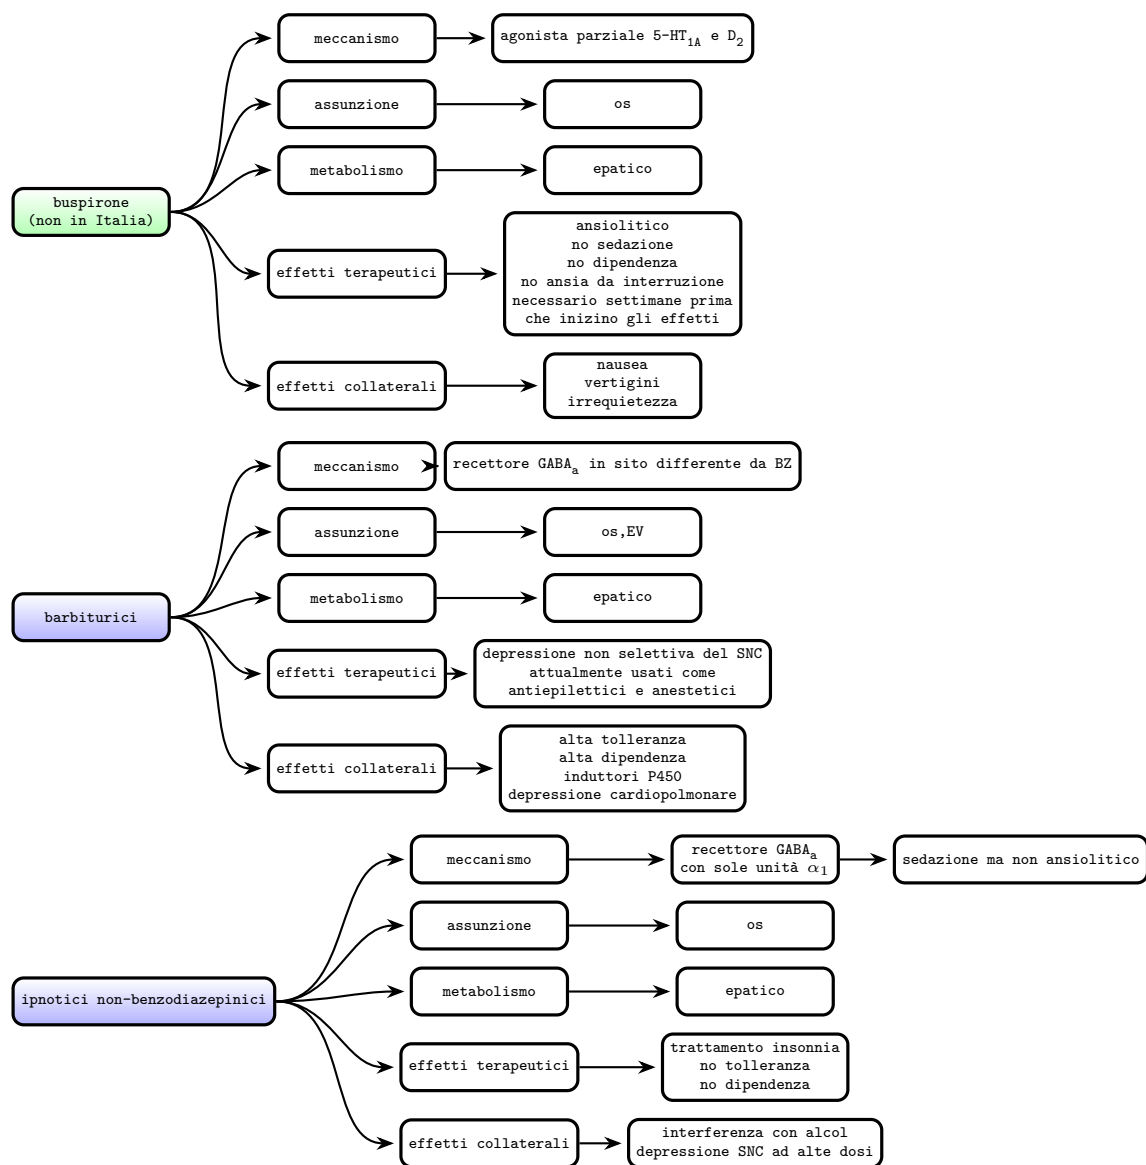 buspirone
(non in Italia)
meccanismo
agonista parziale 5-HT1A e D2
assunzione
os
metabolismo
epatico
effetti terapeutici
ansiolitico
no sedazione
no dipendenza
no ansia da interruzione
necessario settimane prima
che inizino gli effetti
effetti collaterali
nausea
vertigini
irrequietezza
barbiturici
meccanismo
recettore GABAa in sito differente da BZ
assunzione
os,EV
metabolismo
epatico
effetti terapeutici
depressione non selettiva del SNC
attualmente usati come
antiepilettici e anestetici
effetti collaterali
alta tolleranza
alta dipendenza
induttori P450
depressione cardiopolmonare
ipnotici non-benzodiazepinici
meccanismo
recettore GABAa
con sole unità α1
sedazione ma non ansiolitico
assunzione
os
metabolismo
epatico
effetti terapeutici
trattamento insonnia
no tolleranza
no dipendenza
effetti collaterali
interferenza con alcol
depressione SNC ad alte dosi